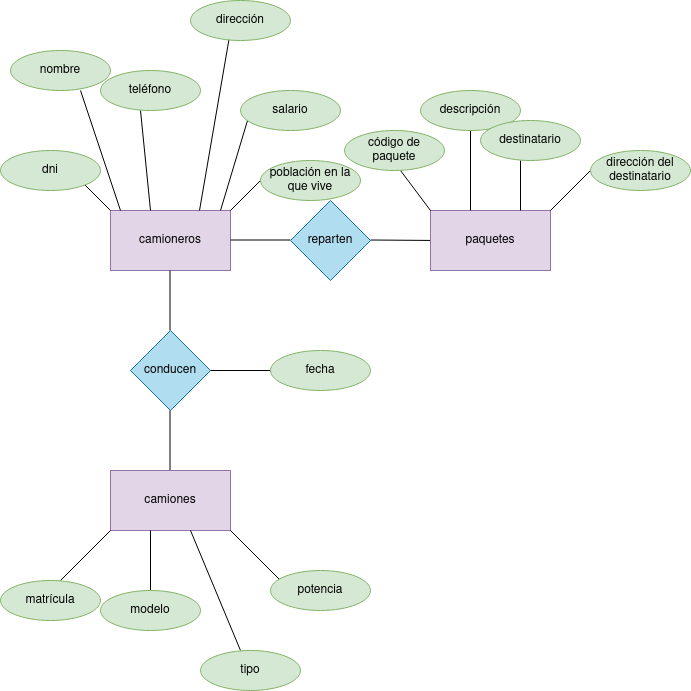 dirección
nombre
teléfono
salario
descripción
código de
paquete
destinatario
dni
población en la
que vive
dirección del
destinatario
camioneros
reparten
paquetes
conducen
fecha
camiones
matrícula
modelo
potencia
tipo